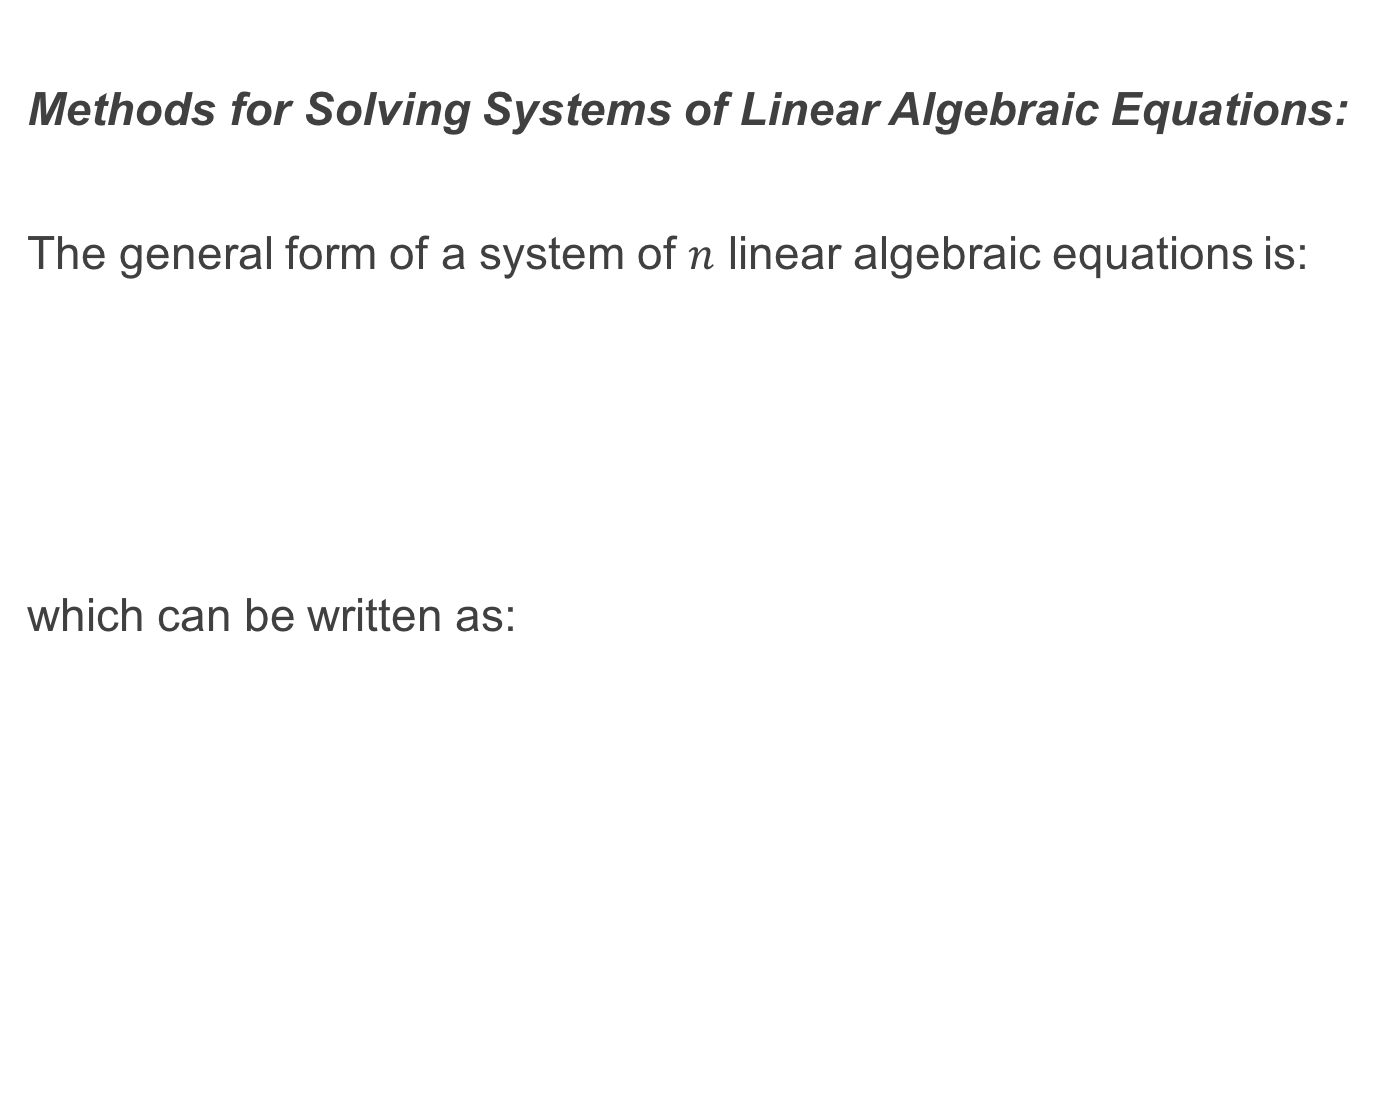 Methods for Solving Systems of Linear Algebraic Equations:
The general form of a system of n linear algebraic equations is:
which can be written as: